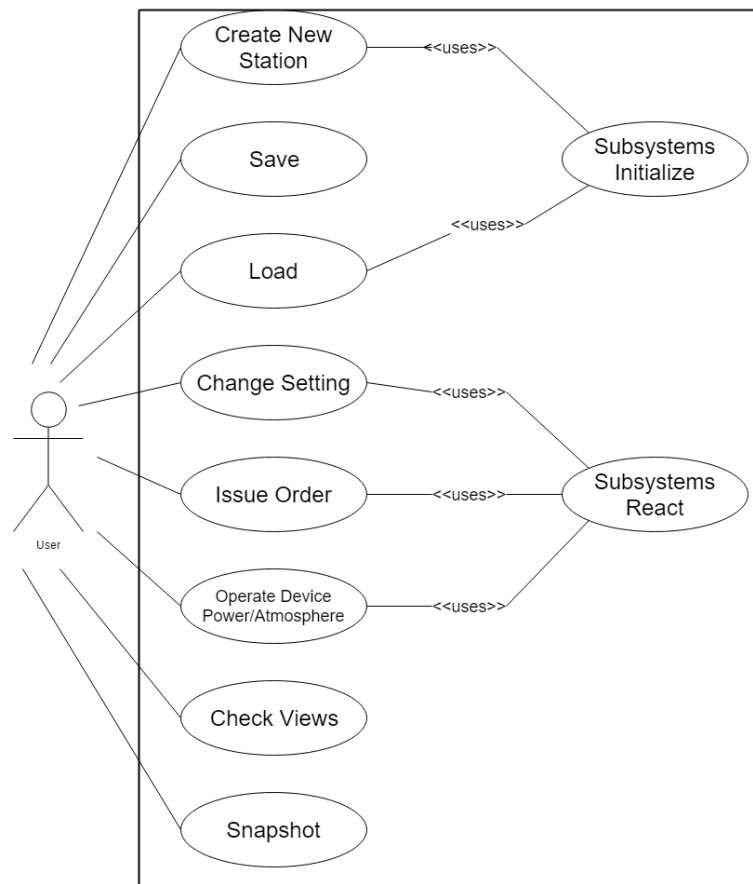 Create New
Station
<<uses>>
Subsystems
Initialize
Save
<<uses>>
Load
Change Setting
<<uses>>
Issue Order
<<uses>>
Subsystems
React
User
Operate Device
Power/Atmosphere
<<uses>>
Check Views
Snapshot